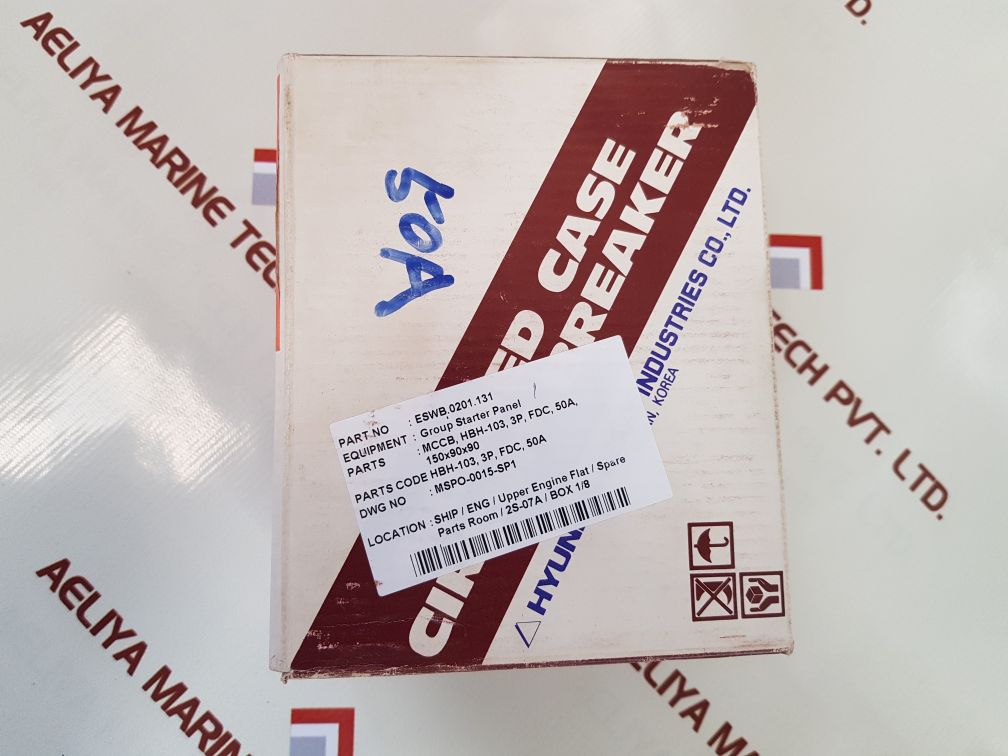 AELIYA MARINE TEC
TECH PVT. LTD.
AELIYA MARIN
AELIYA MA
50A
ED CASE
CIR BREAKER
HYUN INDUSTRIES CO., LTD.
N, KOREA
PART NO : ESWB.0201.131
EQUIPMENT : Group Starter Panel
PARTS : MCCB, HBH-103, 3P, FDC, 50A,
150x90x90
PARTS CODE HBH-103, 3P, FDC, 50A
DWG NO : MSPO-0015-SP1
LOCATION : SHIP / ENG / Upper Engine Flat / Spare
Parts Room / 2S-07A / BOX 1/8